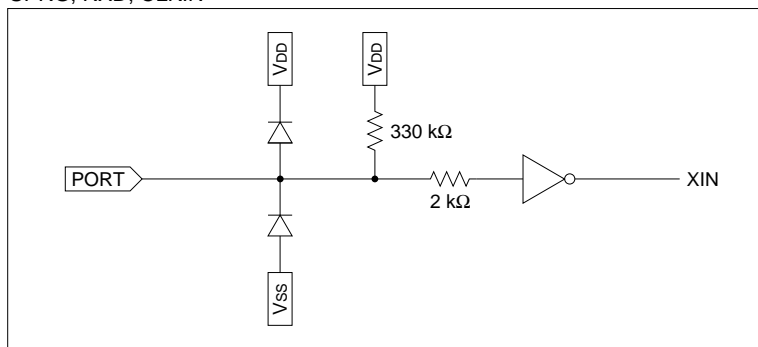 VDD
VDD
330 kΩ
PORT
2 kΩ
XIN
VSS